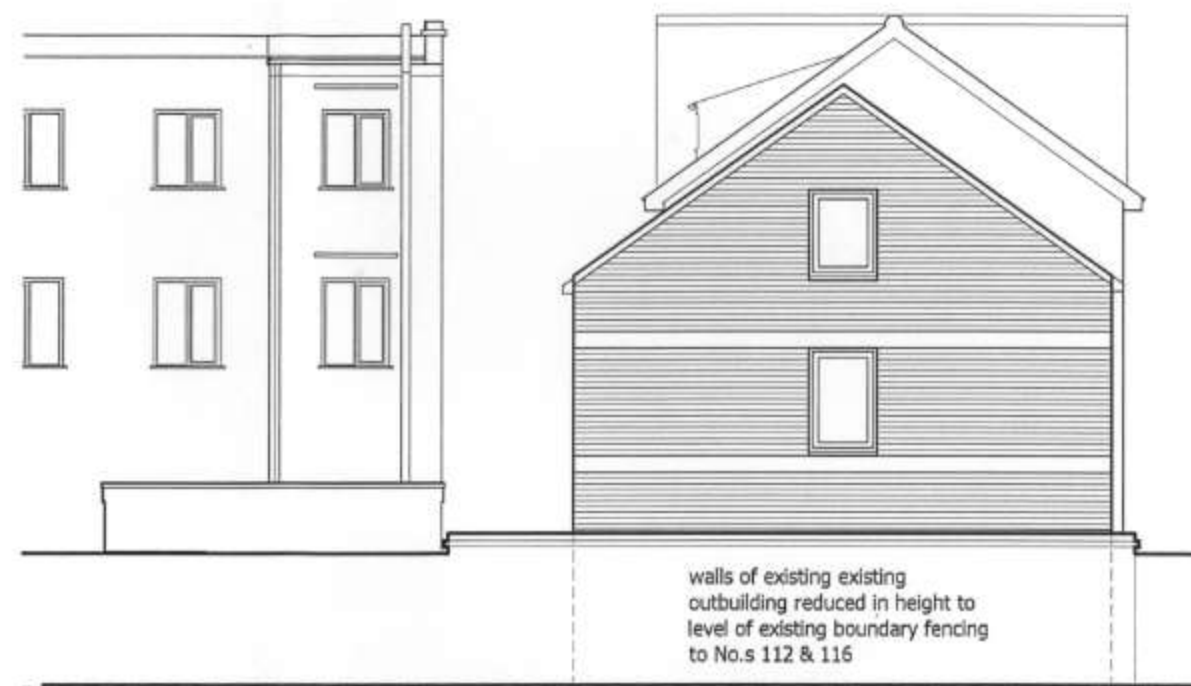 walls of existing existing
outbuilding reduced in height to
level of existing boundary fencing
to No.s 112 & 116